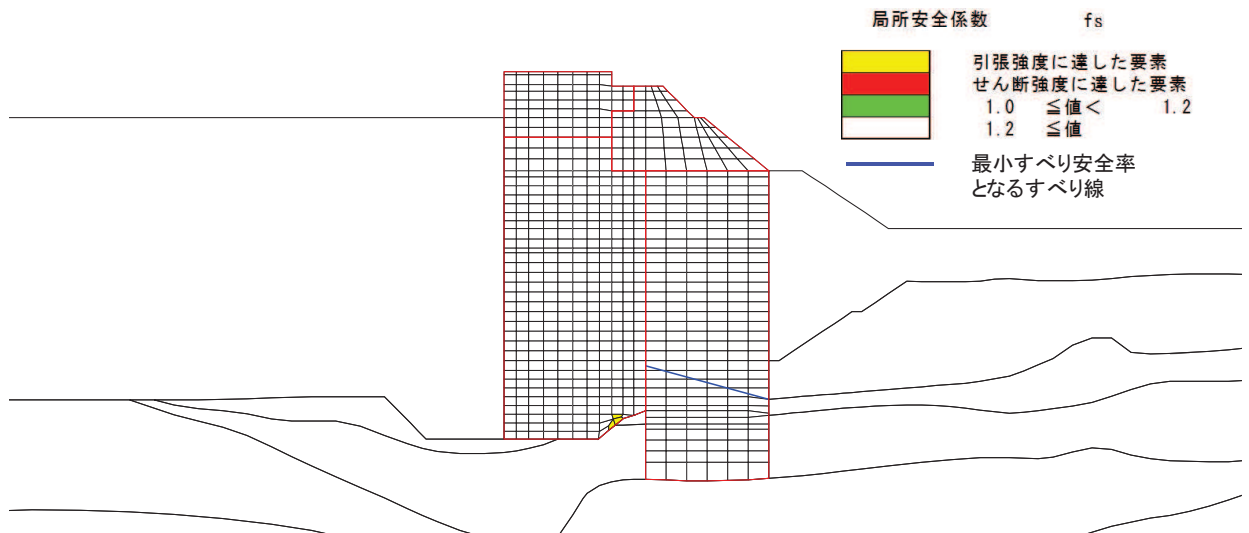 局所安全係数 fs
引張強度に達した要素
せん断強度に達した要素
1.0 ≦値< 1.2
1.2 ≦値
最小すべり安全率
となるすべり線